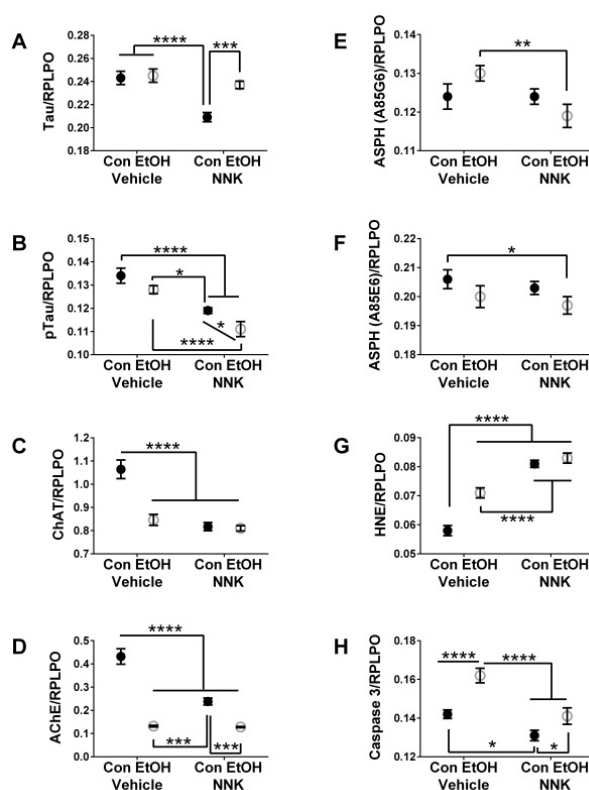 A
Tau/RPLPO
0.28
0.26
0.24
0.22
0.20
0.18
****
***
Con EtOH Con EtOH
Vehicle NNK
E
ASPH (A85G6)/RPLPO
0.14
0.13
0.12
0.11
**
Con EtOH Con EtOH
Vehicle NNK
B
pTau/RPLPO
0.15
0.14
0.13
0.12
0.11
0.10
****
*
*
****
Con EtOH Con EtOH
Vehicle NNK
F
ASPH (A85E6)/RPLPO
0.22
0.21
0.20
0.19
0.18
*
Con EtOH Con EtOH
Vehicle NNK
C
ChAT/RPLPO
1.2
1.1
1.0
0.9
0.8
0.7
****
Con EtOH Con EtOH
Vehicle NNK
G
HNE/RPLPO
0.09
0.08
0.07
0.06
0.05
****
****
Con EtOH Con EtOH
Vehicle NNK
D
AChE/RPLPO
0.5
0.4
0.3
0.2
0.1
0.0
****
***
***
Con EtOH Con EtOH
Vehicle NNK
H
Caspase 3/RPLPO
0.18
0.16
0.14
0.12
****
****
*
*
Con EtOH Con EtOH
Vehicle NNK